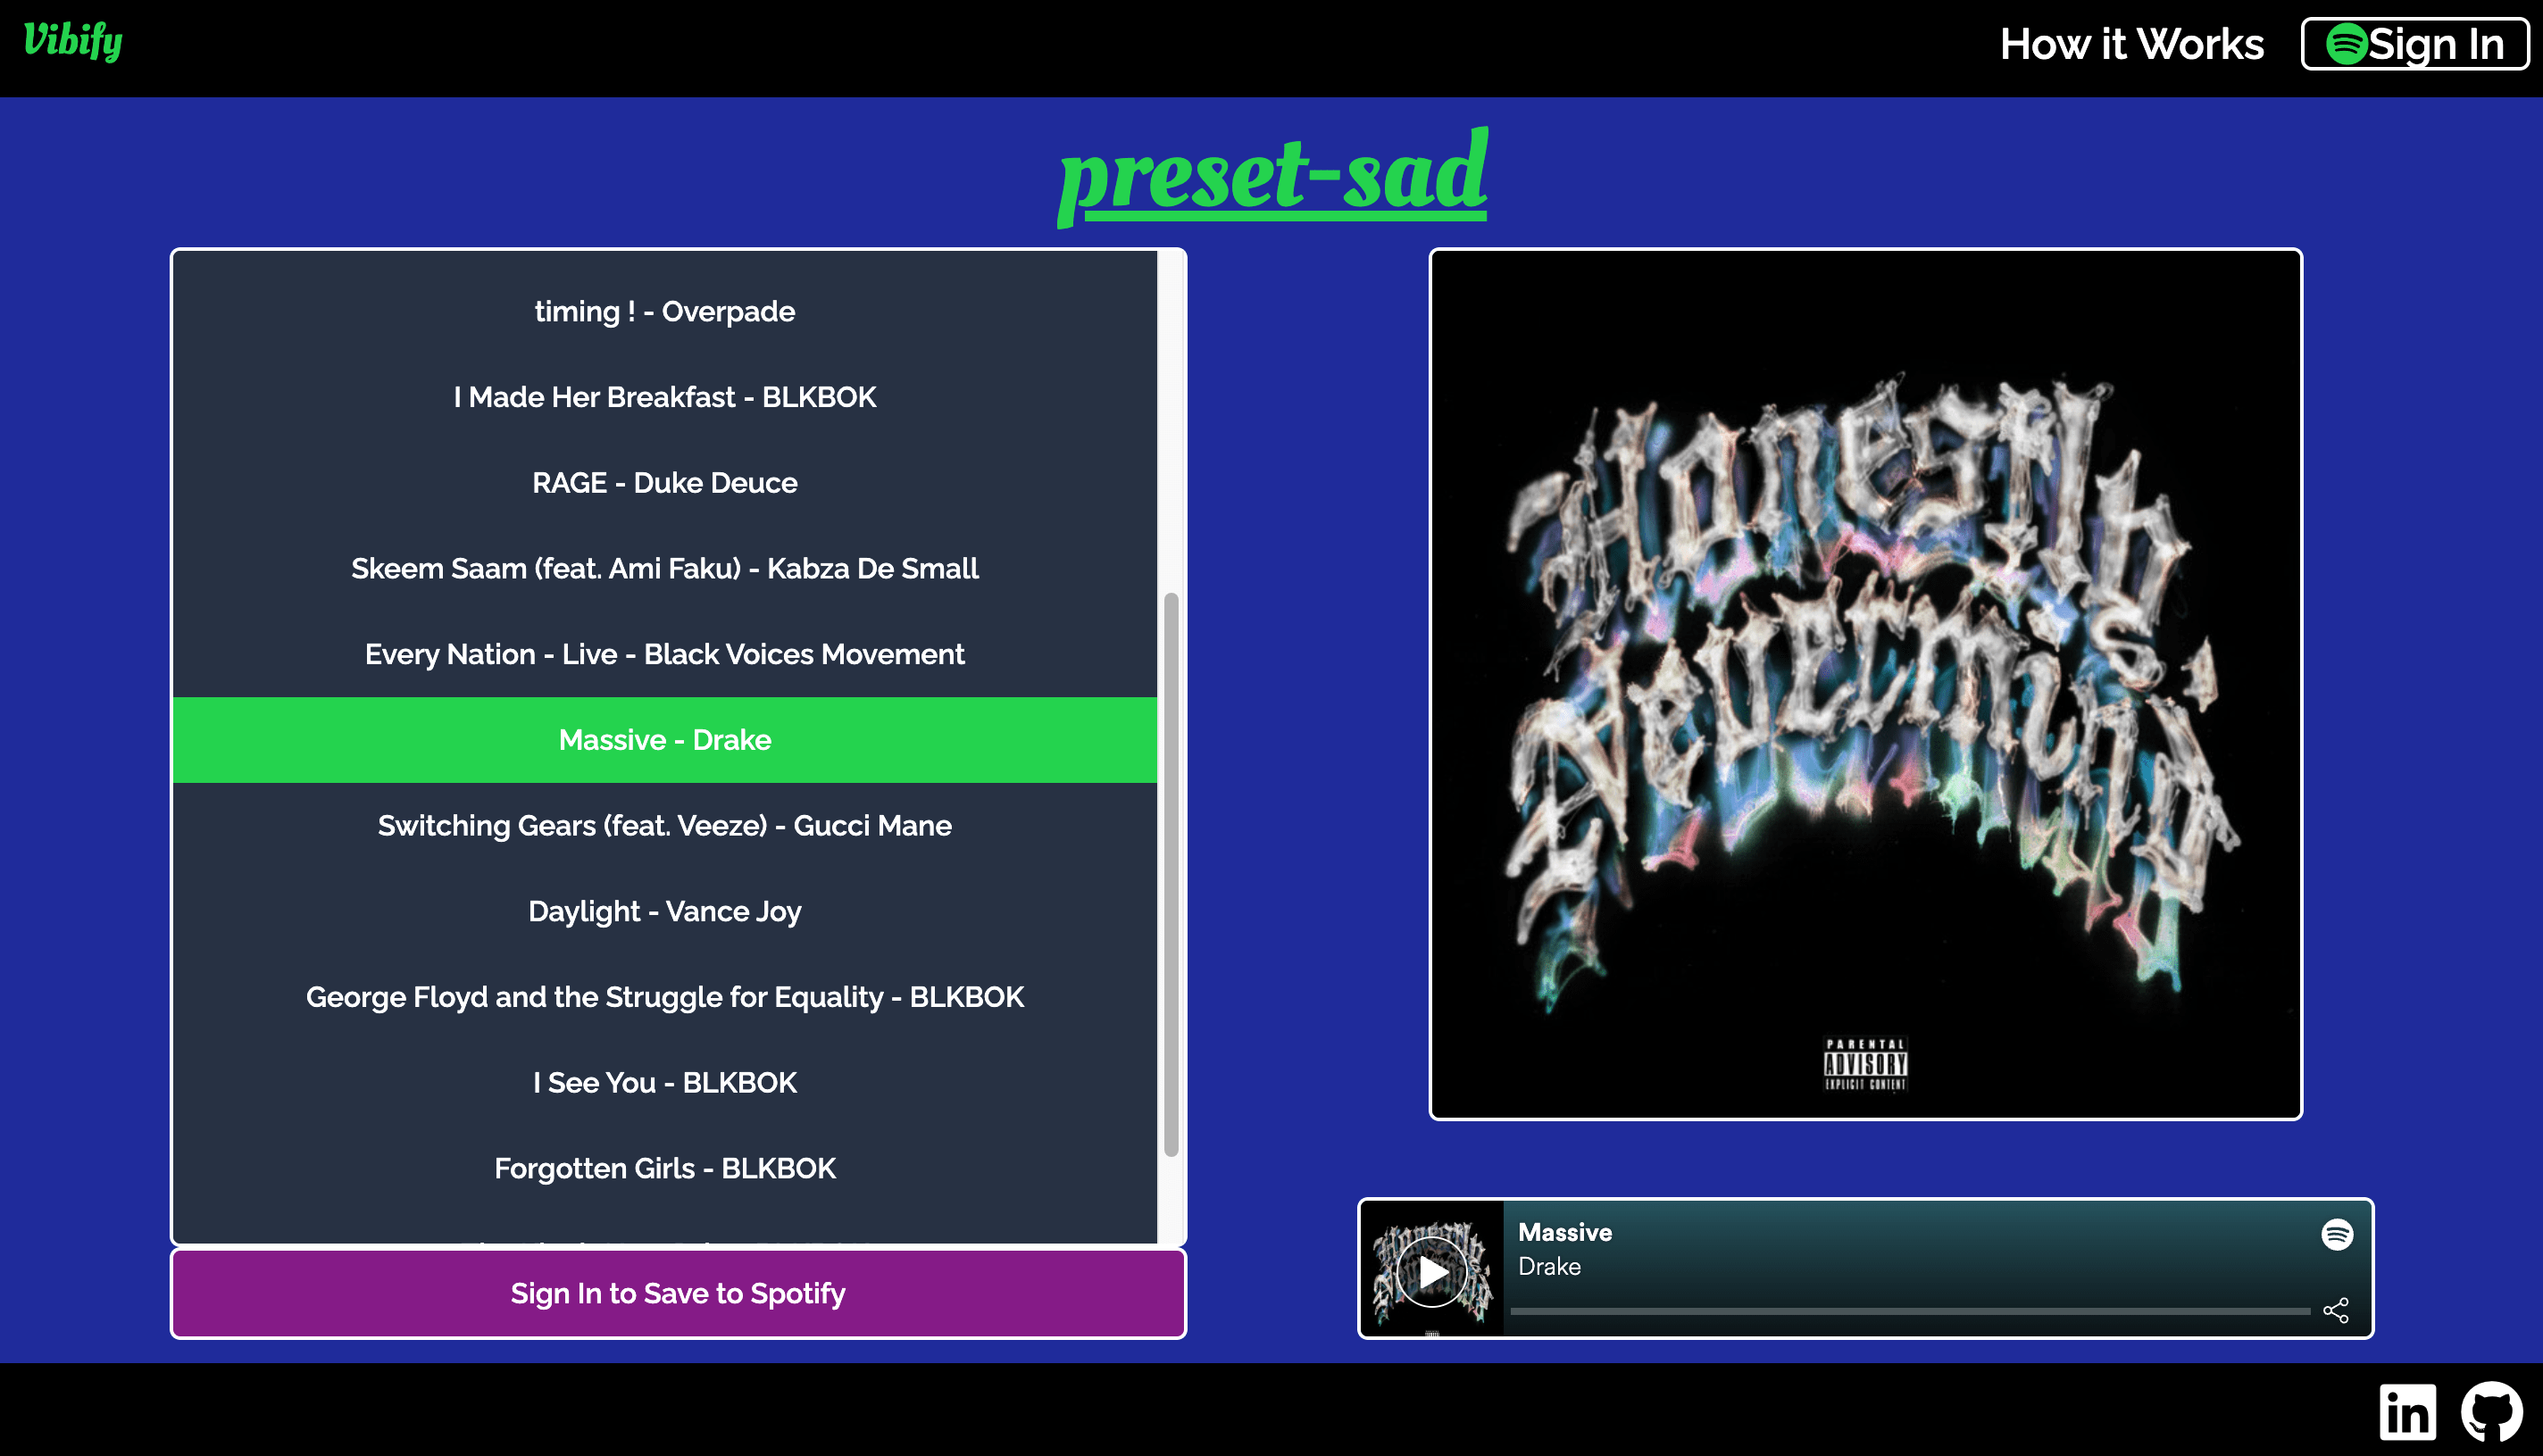 Vibify
How it Works
Sign In
preset-sad
timing ! - Overpade
I Made Her Breakfast - BLKBOK
RAGE - Duke Deuce
Skeem Saam (feat. Ami Faku) - Kabza De Small
Every Nation - Live - Black Voices Movement
Massive - Drake
Switching Gears (feat. Veeze) - Gucci Mane
Daylight - Vance Joy
George Floyd and the Struggle for Equality - BLKBOK
I See You - BLKBOK
Forgotten Girls - BLKBOK
Sign In to Save to Spotify
Honestly,
Nevermind
PARENTAL
ADVISORY
EXPLICIT CONTENT
Massive
Drake
in